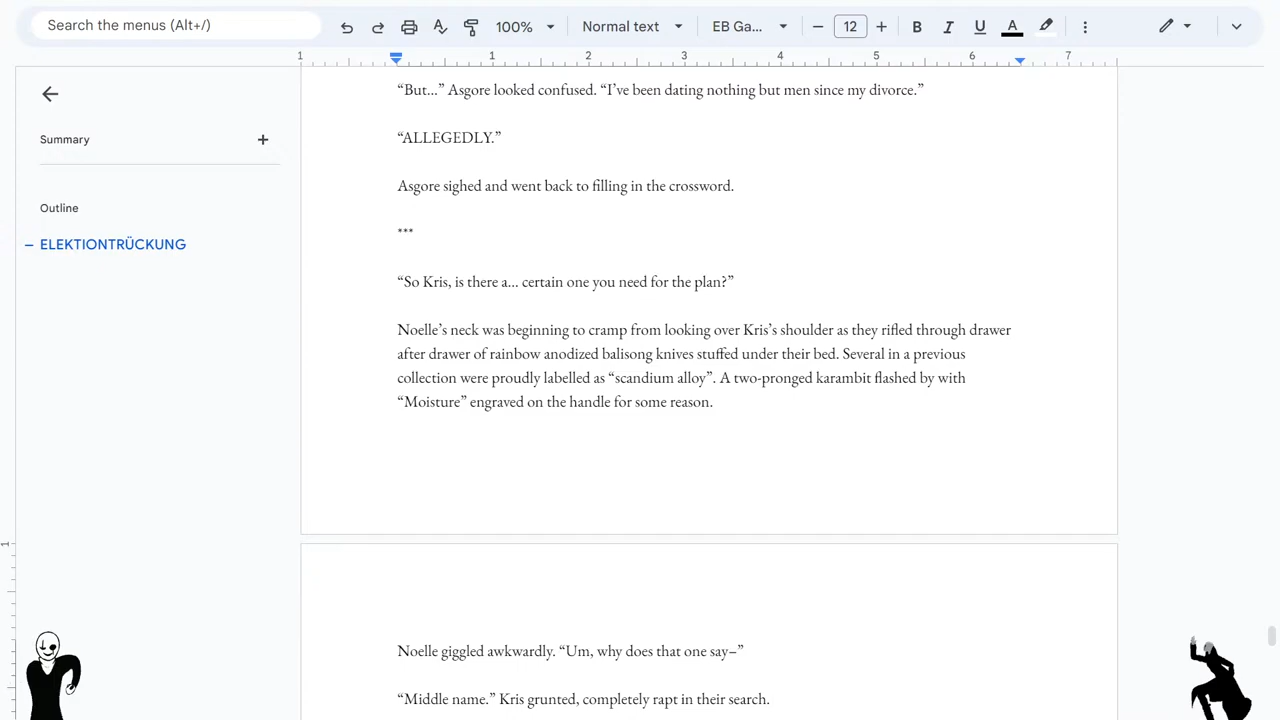 Search the menus (Alt+/)
100%
Normal text
EB Ga...
12
B
I
U
A
1
1
2
3
4
5
6
7
Summary
Outline
ELEKTIONTRÜCKUNG
“But…” Asgore looked confused. “I’ve been dating nothing but men since my divorce.”
“ALLEGEDLY.”
Asgore sighed and went back to filling in the crossword.
***
“So Kris, is there a… certain one you need for the plan?”
Noelle’s neck was beginning to cramp from looking over Kris’s shoulder as they rifled through drawer
after drawer of rainbow anodized balisong knives stuffed under their bed. Several in a previous
collection were proudly labelled as “scandium alloy”. A two-pronged karambit flashed by with
“Moisture” engraved on the handle for some reason.
1
Noelle giggled awkwardly. “Um, why does that one say–”
“Middle name.” Kris grunted, completely rapt in their search.